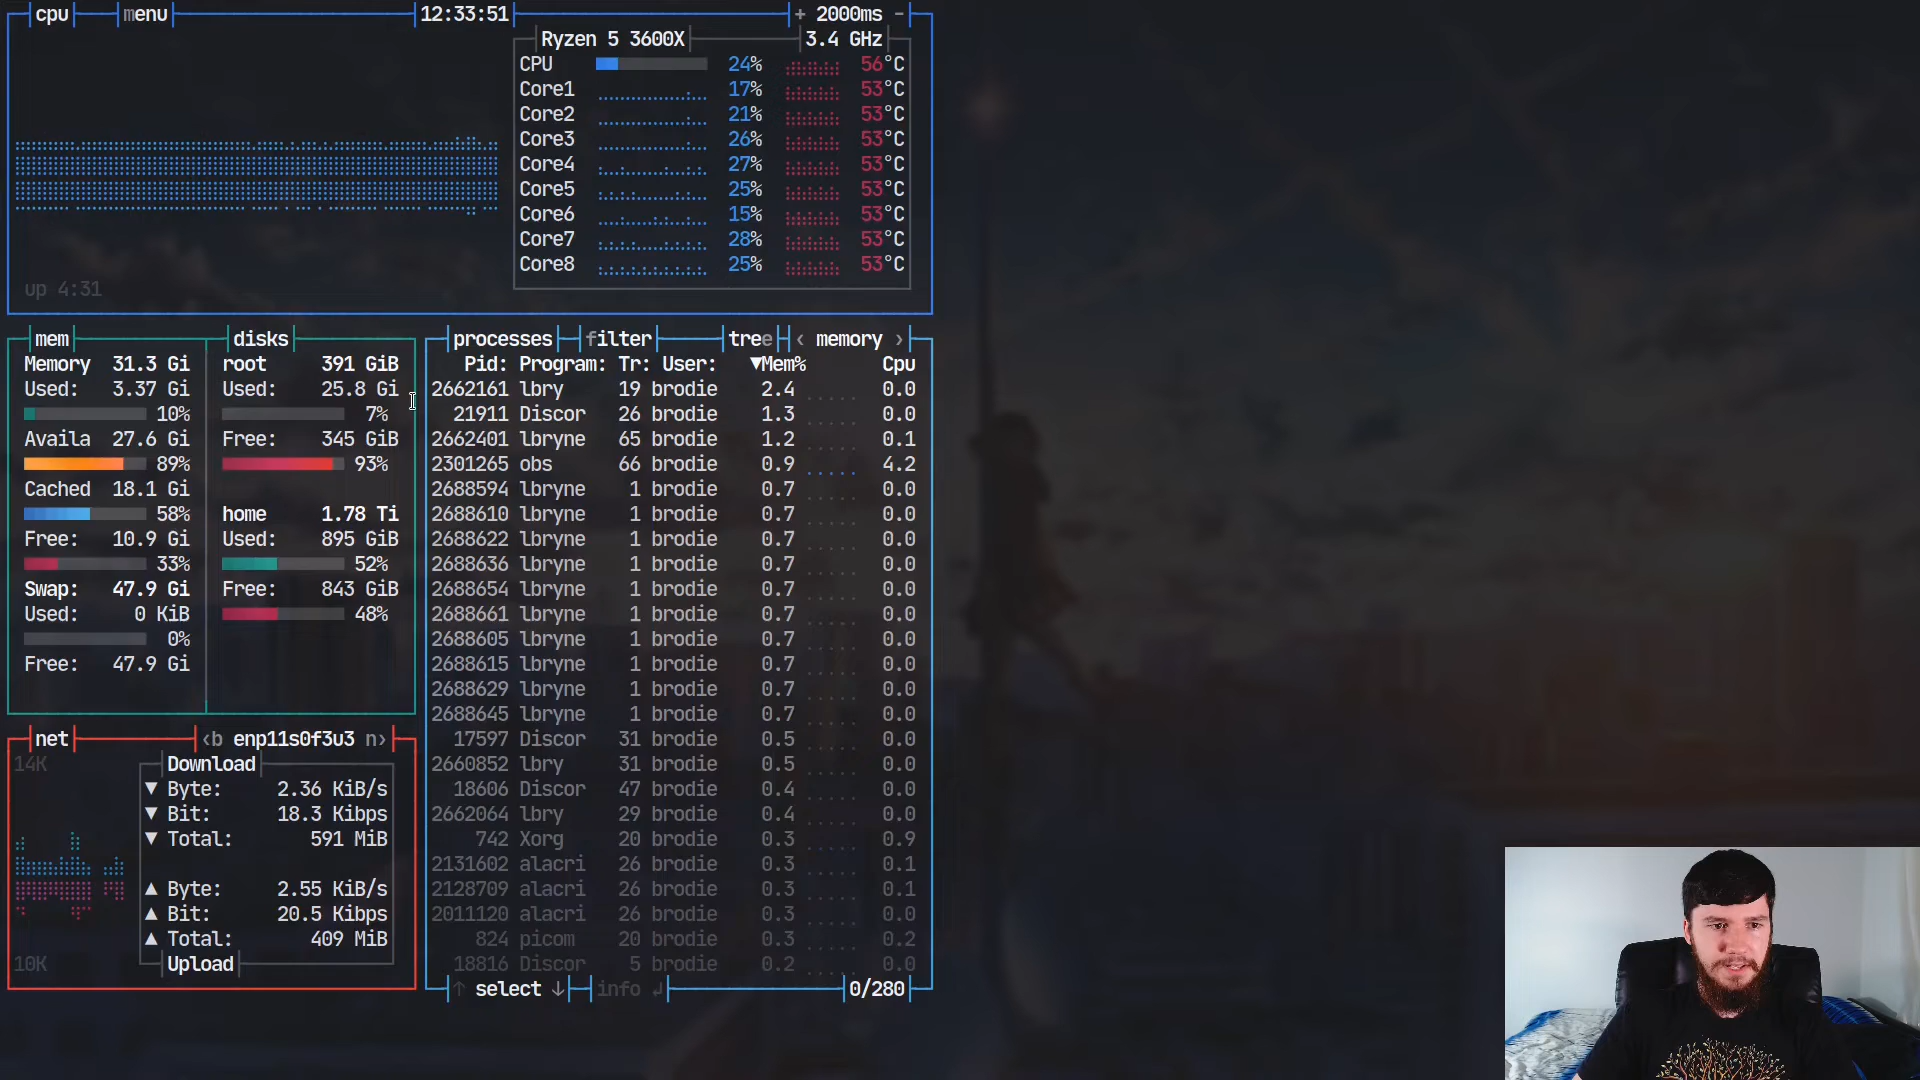 cpu menu 12:33:51 + 2000ms -
Ryzen 5 3600X 3.4 GHz
CPU 24% 56°C
Core1 17% 53°C
Core2 21% 53°C
Core3 26% 53°C
Core4 27% 53°C
Core5 25% 53°C
Core6 15% 53°C
Core7 28% 53°C
Core8 25% 53°C
up 4:31
mem disks
Memory 31.3 Gi root 391 GiB
Used: 3.37 Gi Used: 25.8 Gi
10% 7%
Availa 27.6 Gi Free: 345 GiB
89% 93%
Cached 18.1 Gi
58% home 1.78 Ti
Free: 10.9 Gi Used: 895 GiB
33% 52%
Swap: 47.9 Gi Free: 843 GiB
Used: 0 KiB 48%
0%
Free: 47.9 Gi
net ‹b enp11s0f3u3 n›
14K Download
▼ Byte: 2.36 KiB/s
▼ Bit: 18.3 Kibps
▼ Total: 591 MiB
▲ Byte: 2.55 KiB/s
▲ Bit: 20.5 Kibps
▲ Total: 409 MiB
10K Upload
processes filter tree ‹ memory ›
Pid: Program: Tr: User: ▼Mem% Cpu
2662161 lbry 19 brodie 2.4 0.0
21911 Discor 26 brodie 1.3 0.0
2662401 lbryne 65 brodie 1.2 0.1
2301265 obs 66 brodie 0.9 4.2
2688594 lbryne 1 brodie 0.7 0.0
2688610 lbryne 1 brodie 0.7 0.0
2688622 lbryne 1 brodie 0.7 0.0
2688636 lbryne 1 brodie 0.7 0.0
2688654 lbryne 1 brodie 0.7 0.0
2688661 lbryne 1 brodie 0.7 0.0
2688605 lbryne 1 brodie 0.7 0.0
2688615 lbryne 1 brodie 0.7 0.0
2688629 lbryne 1 brodie 0.7 0.0
2688645 lbryne 1 brodie 0.7 0.0
17597 Discor 31 brodie 0.5 0.0
2660852 lbry 31 brodie 0.5 0.0
18606 Discor 47 brodie 0.4 0.0
2662064 lbry 29 brodie 0.4 0.0
742 Xorg 20 brodie 0.3 0.9
2131602 alacri 26 brodie 0.3 0.1
2128709 alacri 26 brodie 0.3 0.1
2011120 alacri 26 brodie 0.3 0.0
824 picom 20 brodie 0.3 0.2
18816 Discor 5 brodie 0.2 0.0
↑ select ↓ info ↲ 0/280